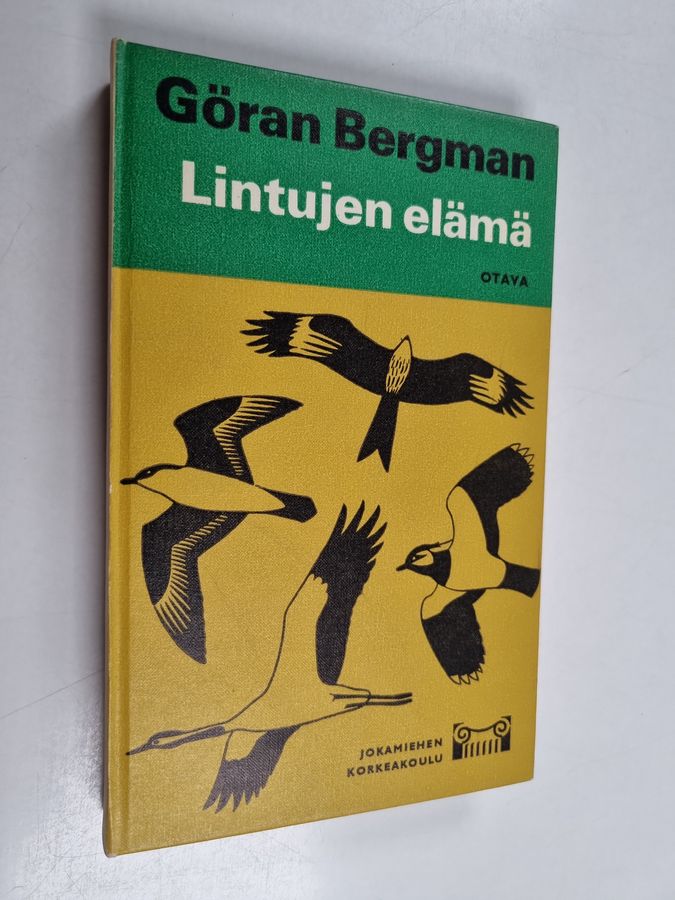 Göran Bergman
Lintujen elämä
OTAVA
JOKAMIEHEN
KORKEAKOULU